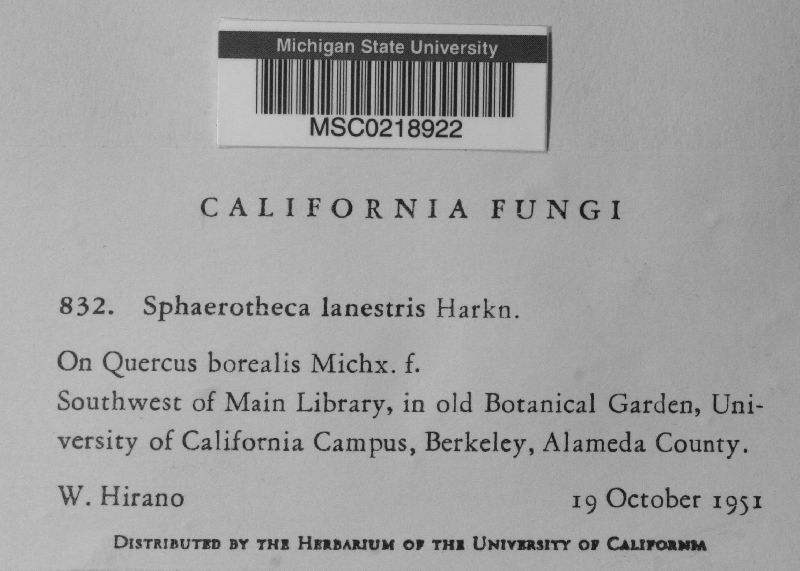 Michigan State University
MSC0218922
CALIFORNIA FUNGI
832. Sphaerotheca lanestris Harkn.
On Quercus borealis Michx. f.
Southwest of Main Library, in old Botanical Garden, Uni-
versity of California Campus, Berkeley, Alameda County.
W. Hirano 19 October 1951
DISTRIBUTED BY THE HERBARIUM OF THE UNIVERSITY OF CALIFORNIA